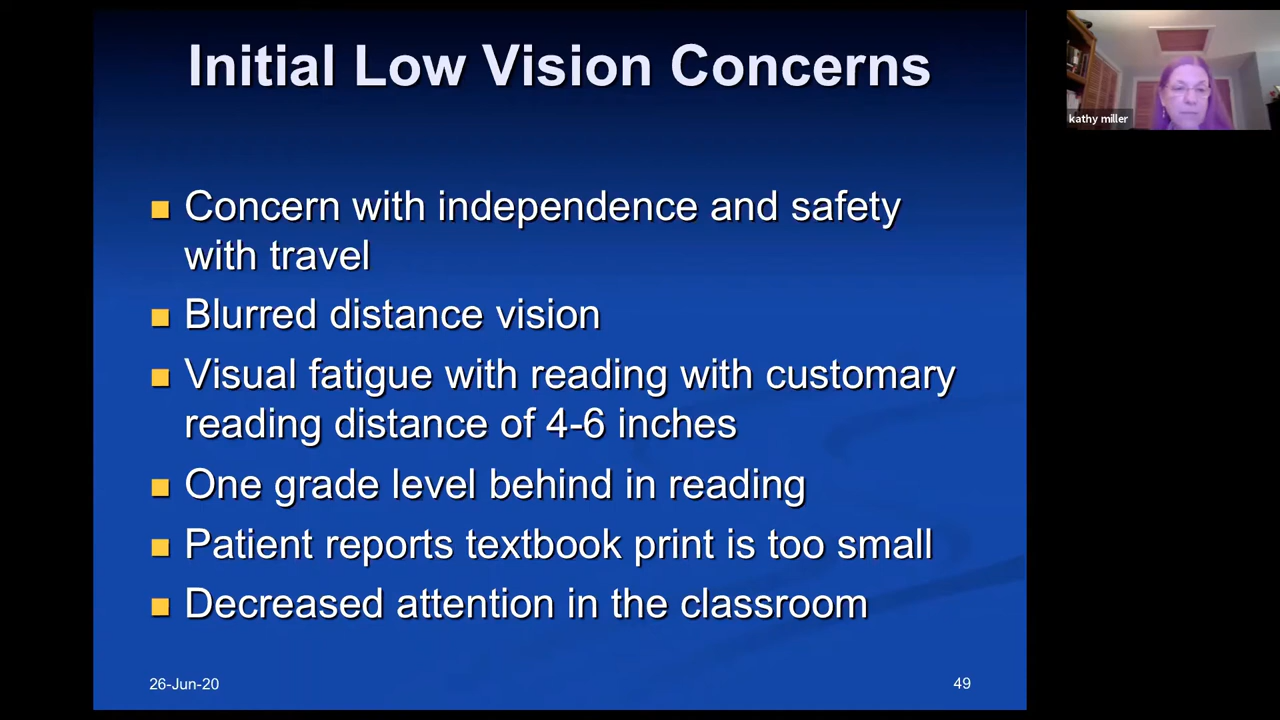 Initial Low Vision Concerns
Concern with independence and safety
with travel
Blurred distance vision
Visual fatigue with reading with customary
reading distance of 4-6 inches
One grade level behind in reading
Patient reports textbook print is too small
Decreased attention in the classroom
26-Jun-20
49
kathy miller